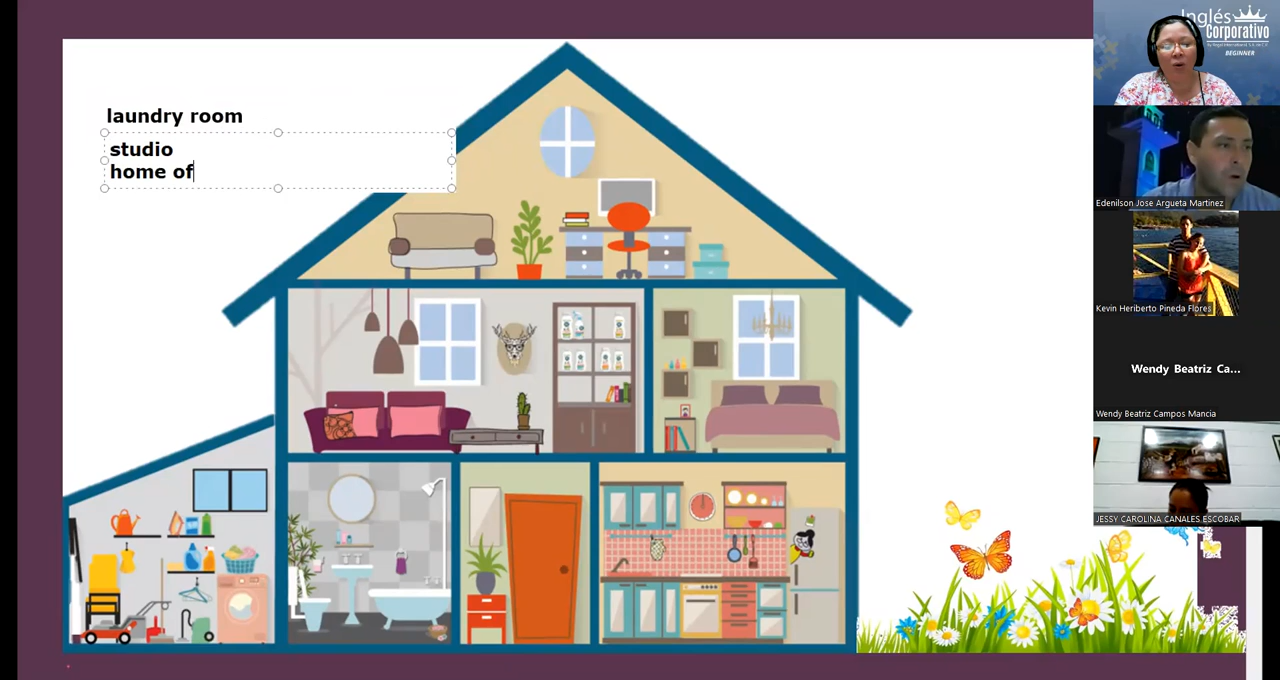 laundry room
studio
home of
Inglés
Corporativo
BEGINNER
Edenilson Jose Argueta Martinez
Kevin Heriberto Pineda Flores
Wendy Beatriz Ca...
Wendy Beatriz Campos Mancia
JESSY CAROLINA CANALES ESCOBAR